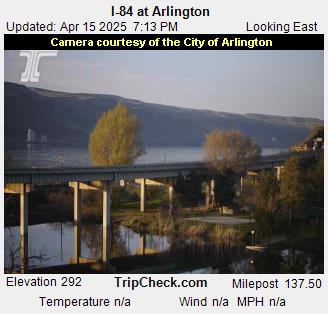 I-84 at Arlington
Updated: Apr 15 2025 7:13 PM Looking East
Camera courtesy of the City of Arlington
Elevation 292 TripCheck.com Milepost 137.50
Temperature n/a Wind n/a MPH n/a